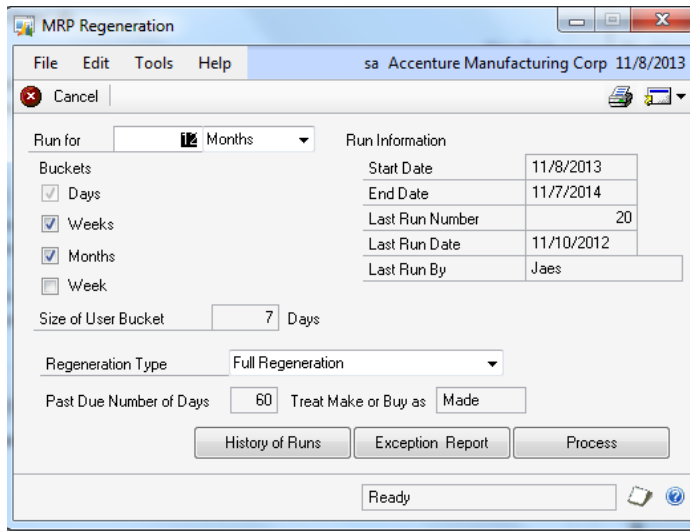 MRP Regeneration
File Edit Tools Help sa Accenture Manufacturing Corp 11/8/2013
Cancel
Run for 12 Months Run Information
Buckets Start Date 11/8/2013
Days End Date 11/7/2014
Weeks Last Run Number 20
Months Last Run Date 11/10/2012
Week Last Run By Jaes
Size of User Bucket 7 Days
Regeneration Type Full Regeneration
Past Due Number of Days 60 Treat Make or Buy as Made
History of Runs Exception Report Process
Ready